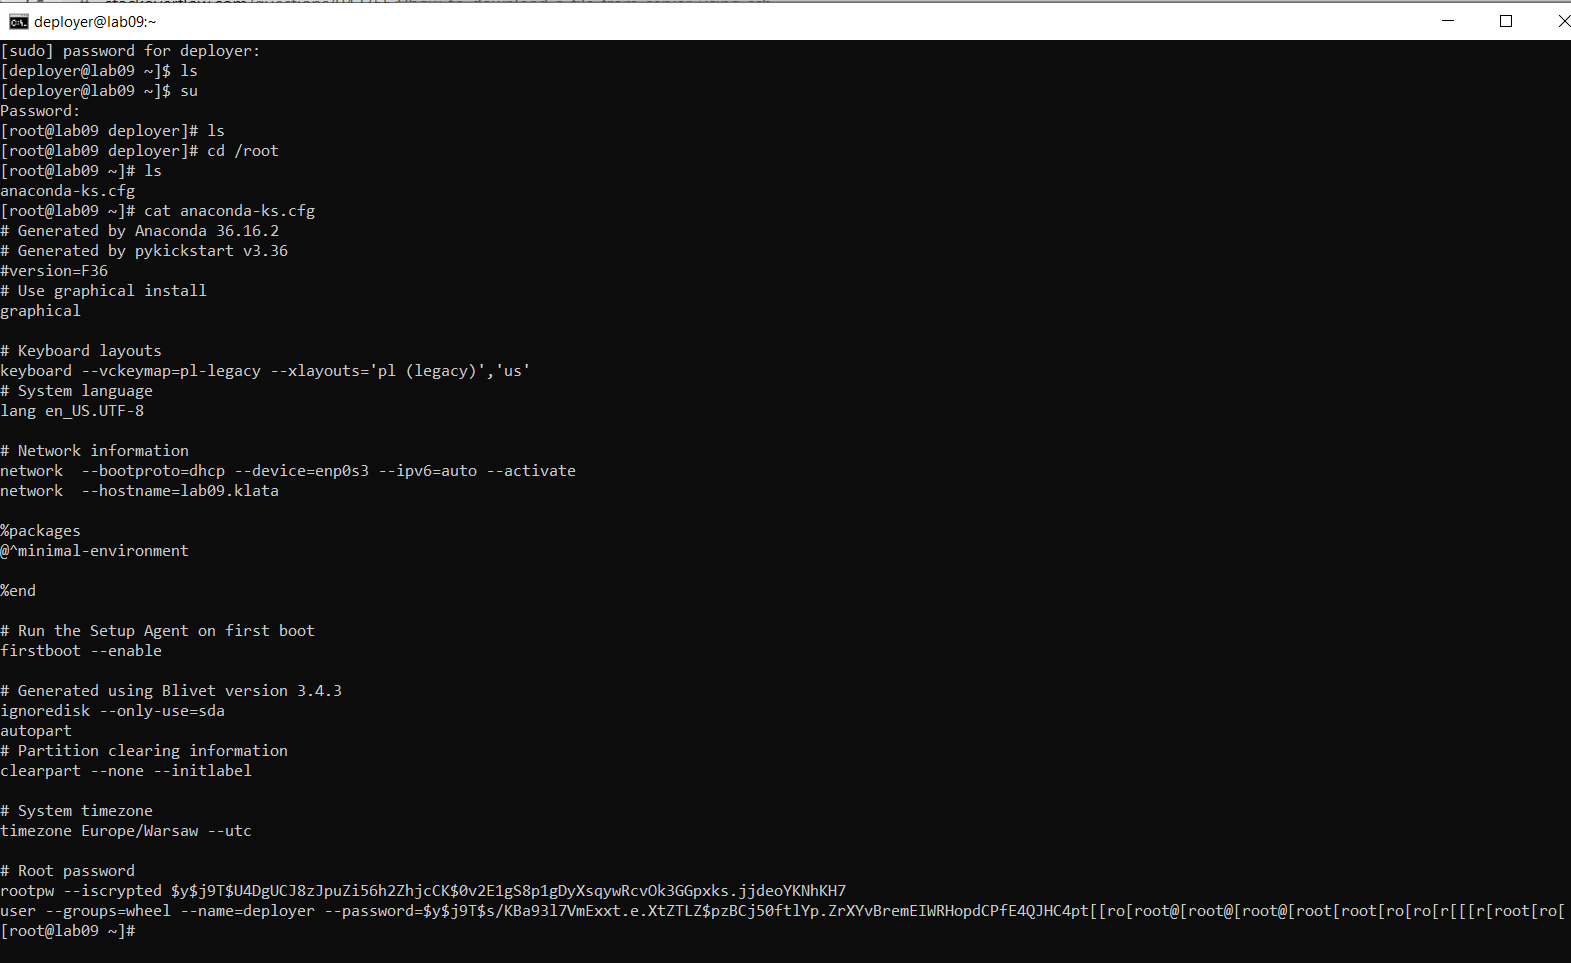 deployer@lab09:~
[sudo] password for deployer:
[deployer@lab09 ~]$ ls
[deployer@lab09 ~]$ su
Password:
[root@lab09 deployer]# ls
[root@lab09 deployer]# cd /root
[root@lab09 ~]# ls
anaconda-ks.cfg
[root@lab09 ~]# cat anaconda-ks.cfg
# Generated by Anaconda 36.16.2
# Generated by pykickstart v3.36
#version=F36
# Use graphical install
graphical
# Keyboard layouts
keyboard --vckeymap=pl-legacy --xlayouts='pl (legacy)','us'
# System language
lang en_US.UTF-8
# Network information
network  --bootproto=dhcp --device=enp0s3 --ipv6=auto --activate
network  --hostname=lab09.klata
%packages
@^minimal-environment
%end
# Run the Setup Agent on first boot
firstboot --enable
# Generated using Blivet version 3.4.3
ignoredisk --only-use=sda
autopart
# Partition clearing information
clearpart --none --initlabel
# System timezone
timezone Europe/Warsaw --utc
# Root password
rootpw --iscrypted $y$j9T$U4DgUCJ8zJpuZi56h2ZhjcCK$0v2E1gS8p1gDyXsqywRcvOk3GGpxks.jjdeoYKNhKH7
user --groups=wheel --name=deployer --password=$y$j9T$s/KBa93l7VmExxt.e.XtZTLZ$pzBCj50ftlYp.ZrXYvBremEIWRHopdCPfE4QJHC4pt[[ro[root@[root@[root@[root[root[ro[ro[r[[[r[root[ro[
[root@lab09 ~]#